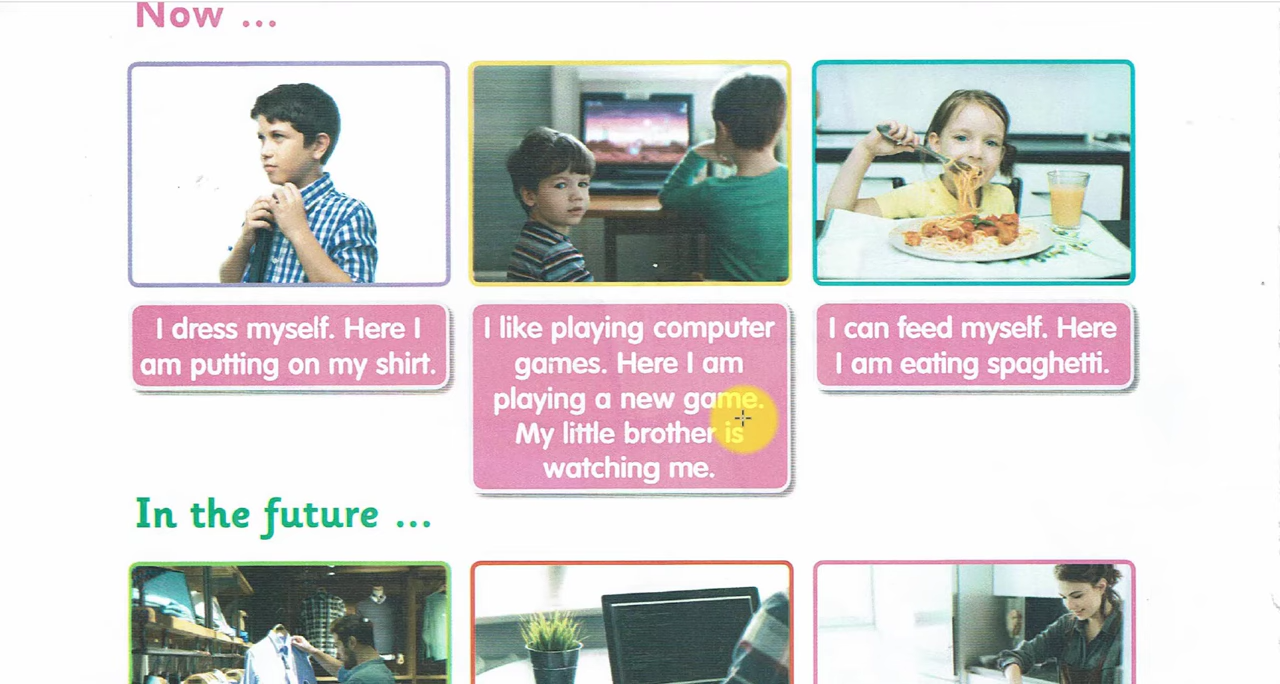 Now ...
I dress myself. Here I
am putting on my shirt.
I like playing computer
games. Here I am
playing a new game.
My little brother is
watching me.
I can feed myself. Here
I am eating spaghetti.
In the future ...